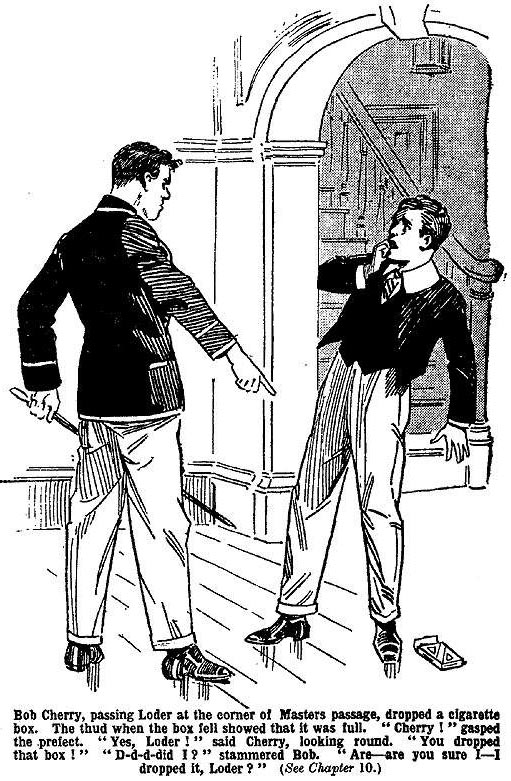 Bob Cherry, passing Loder at the corner of Masters passage, dropped a cigarette
box. The thud when the box fell showed that it was full. "Cherry!" gasped
the prefect. "Yes, Loder!" said Cherry, looking round. "You dropped
that box!" "D-d-d-did I?" stammered Bob. "Are—are you sure I—I
dropped it, Loder?" (See Chapter 10.)